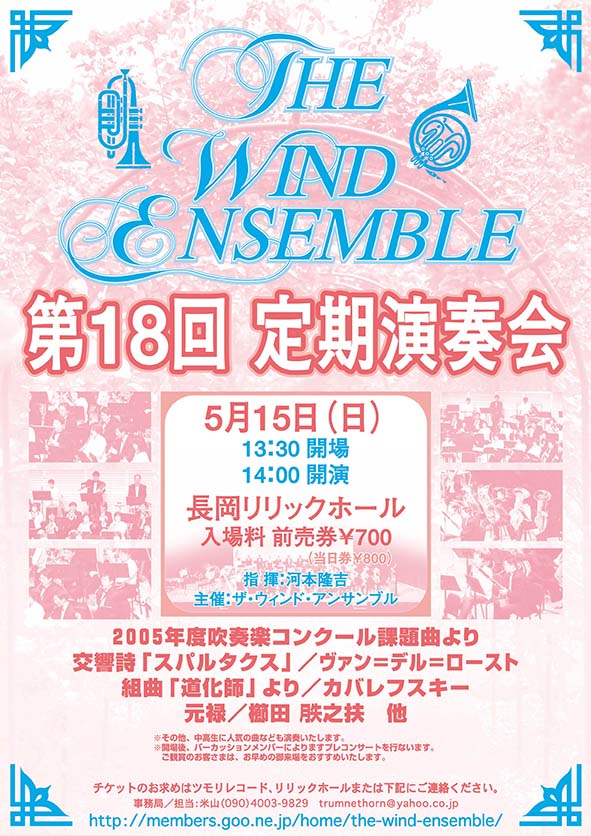 THE
WIND
ENSEMBLE
第18回 定期演奏会
5月15日(日)
13:30 開場
14:00 開演
長岡リリックホール
入場料 前売券¥700
(当日券¥800)
指 揮:河本隆吉
主催:ザ・ウィンド・アンサンブル
2005年度吹奏楽コンクール課題曲より
交響詩「スパルタクス」/ヴァン=デル=ロースト
組曲「道化師」より/カバレフスキー
元禄/櫛田 胅之扶 他
※その他、中高生に人気の曲なども演奏いたします。
※開場後、パーカッションメンバーによりますプレコンサートを行ないます。
ご観賞のお客さまは、お早めの御来場をおすすめいたします。
チケットのお求めはツモリレコード、リリックホールまたは下記にご連絡ください。
事務局/担当:米山(090)4003-9829 trumnethorn@yahoo.co.jp
http://members.goo.ne.jp/home/the-wind-ensemble/